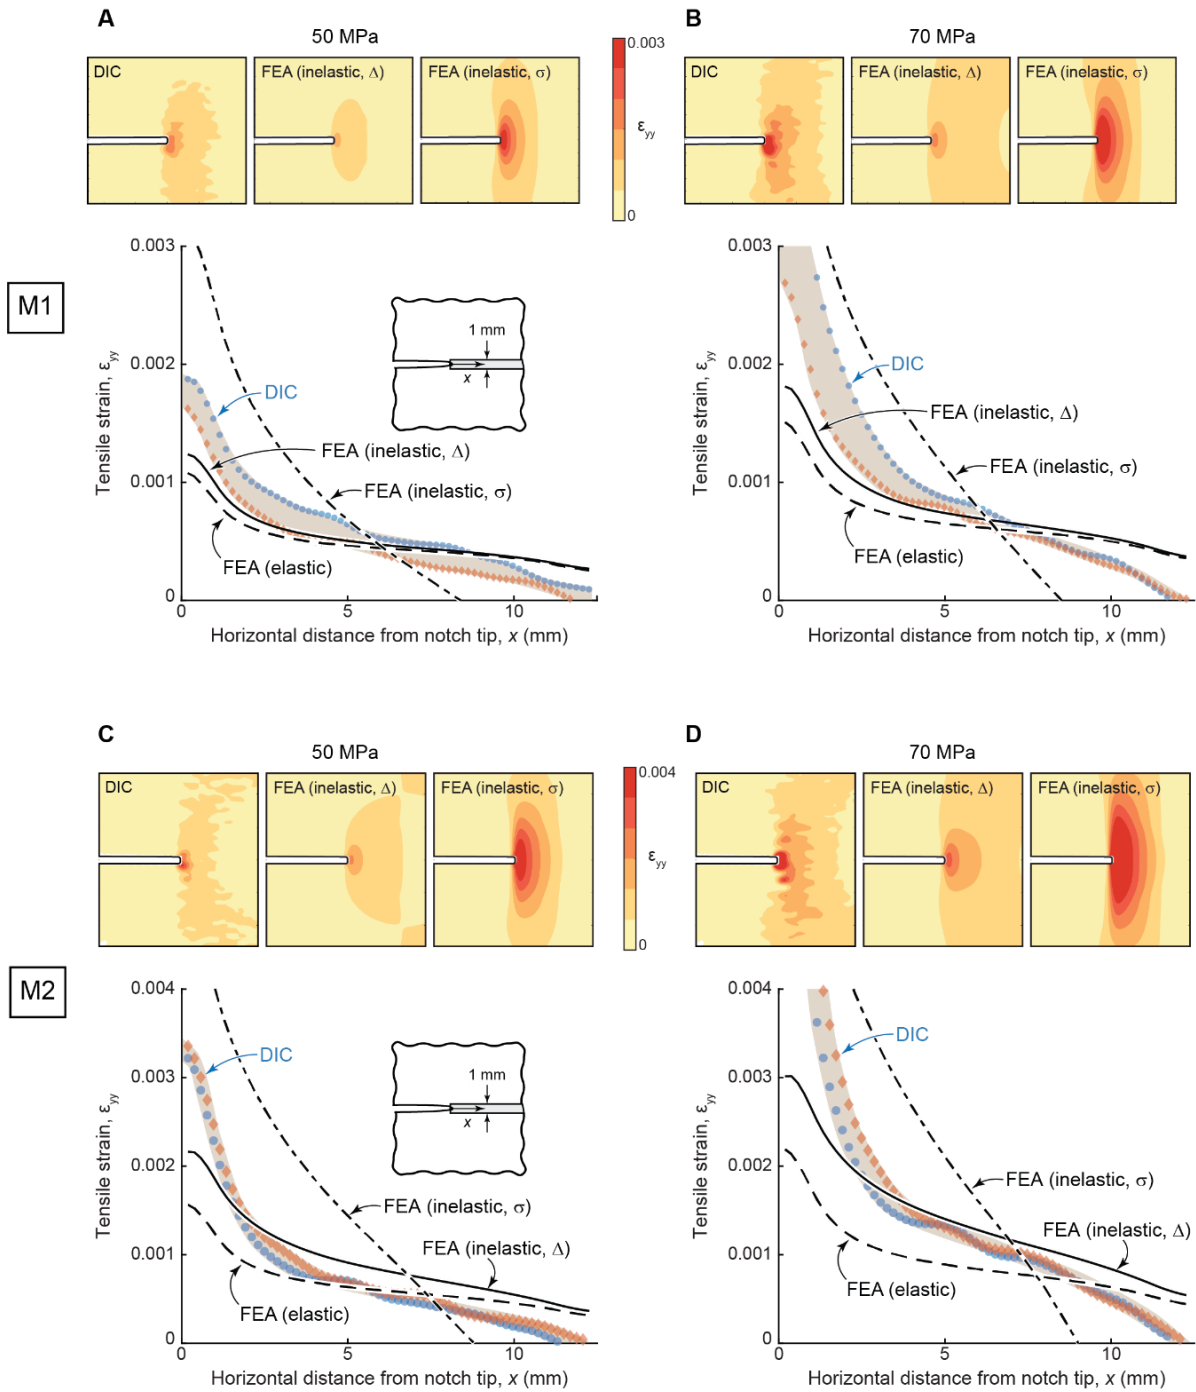 A
50 MPa
DIC
FEA (inelastic, Δ)
FEA (inelastic, σ)
0.003
εyy
0
B
70 MPa
DIC
FEA (inelastic, Δ)
FEA (inelastic, σ)
M1
0.003
0.002
0.001
0
Tensile strain, εyy
1 mm
x
DIC
FEA (inelastic, Δ)
FEA (inelastic, σ)
FEA (elastic)
0
5
10
Horizontal distance from notch tip, x (mm)
0.003
0.002
0.001
0
Tensile strain, εyy
DIC
FEA (inelastic, Δ)
FEA (inelastic, σ)
FEA (elastic)
0
5
10
Horizontal distance from notch tip, x (mm)
C
50 MPa
DIC
FEA (inelastic, Δ)
FEA (inelastic, σ)
0.004
εyy
0
D
70 MPa
DIC
FEA (inelastic, Δ)
FEA (inelastic, σ)
M2
0.004
0.003
0.002
0.001
0
Tensile strain, εyy
DIC
1 mm
x
FEA (inelastic, σ)
FEA (inelastic, Δ)
FEA (elastic)
0
5
10
Horizontal distance from notch tip, x (mm)
0.004
0.003
0.002
0.001
0
Tensile strain, εyy
DIC
FEA (inelastic, σ)
FEA (inelastic, Δ)
FEA (elastic)
0
5
10
Horizontal distance from notch tip, x (mm)